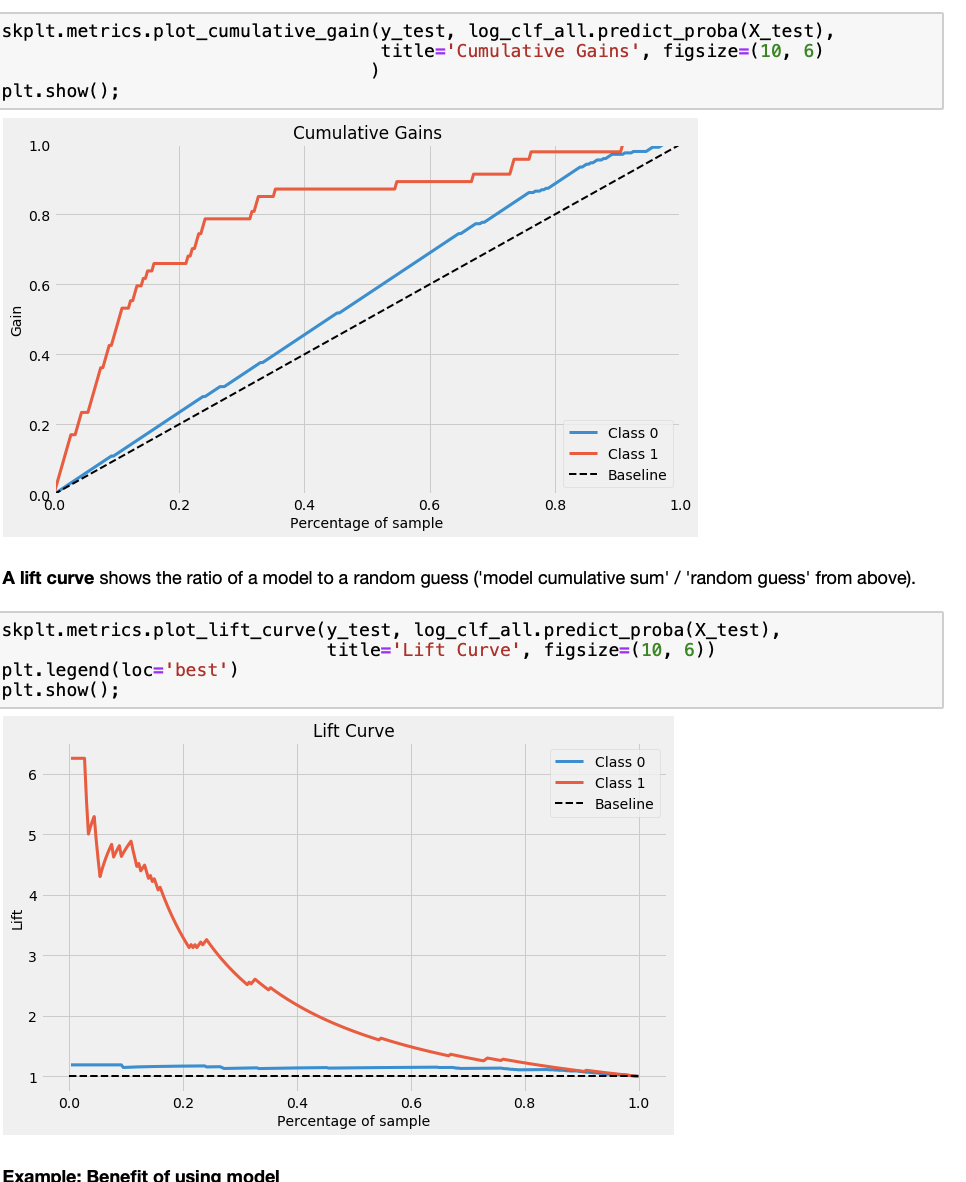 skplt.metrics.plot_cumulative_gain(y_test, log_clf_all.predict_proba(X_test),
title='Cumulative Gains', figsize=(10, 6)
)
plt.show();
Cumulative Gains
1.0
0.8
0.6
0.4
0.2
0.0
Gain
Class 0
Class 1
Baseline
0.0 0.2 0.4 0.6 0.8 1.0
Percentage of sample
A lift curve shows the ratio of a model to a random guess ('model cumulative sum' / 'random guess' from above).
skplt.metrics.plot_lift_curve(y_test, log_clf_all.predict_proba(X_test),
title='Lift Curve', figsize=(10, 6))
plt.legend(loc='best')
plt.show();
Lift Curve
Class 0
Class 1
Baseline
6
5
4
3
2
1
Lift
0.0 0.2 0.4 0.6 0.8 1.0
Percentage of sample
Example: Benefit of using model